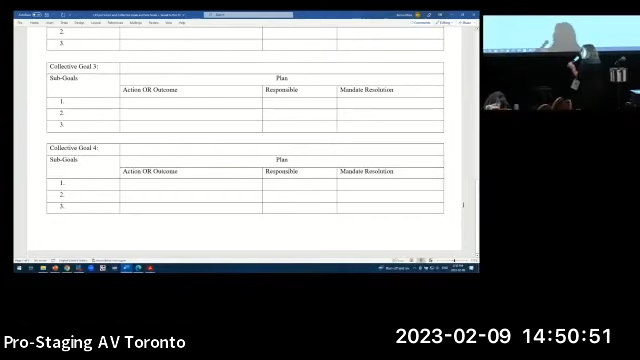 2.
3.
Collective Goal 3:
Sub-Goals Plan
Action OR Outcome Responsible Mandate Resolution
1.
2.
3.
Collective Goal 4:
Sub-Goals Plan
Action OR Outcome Responsible Mandate Resolution
1.
2.
3.
Pro-Staging AV Toronto
2023-02-09 14:50:51